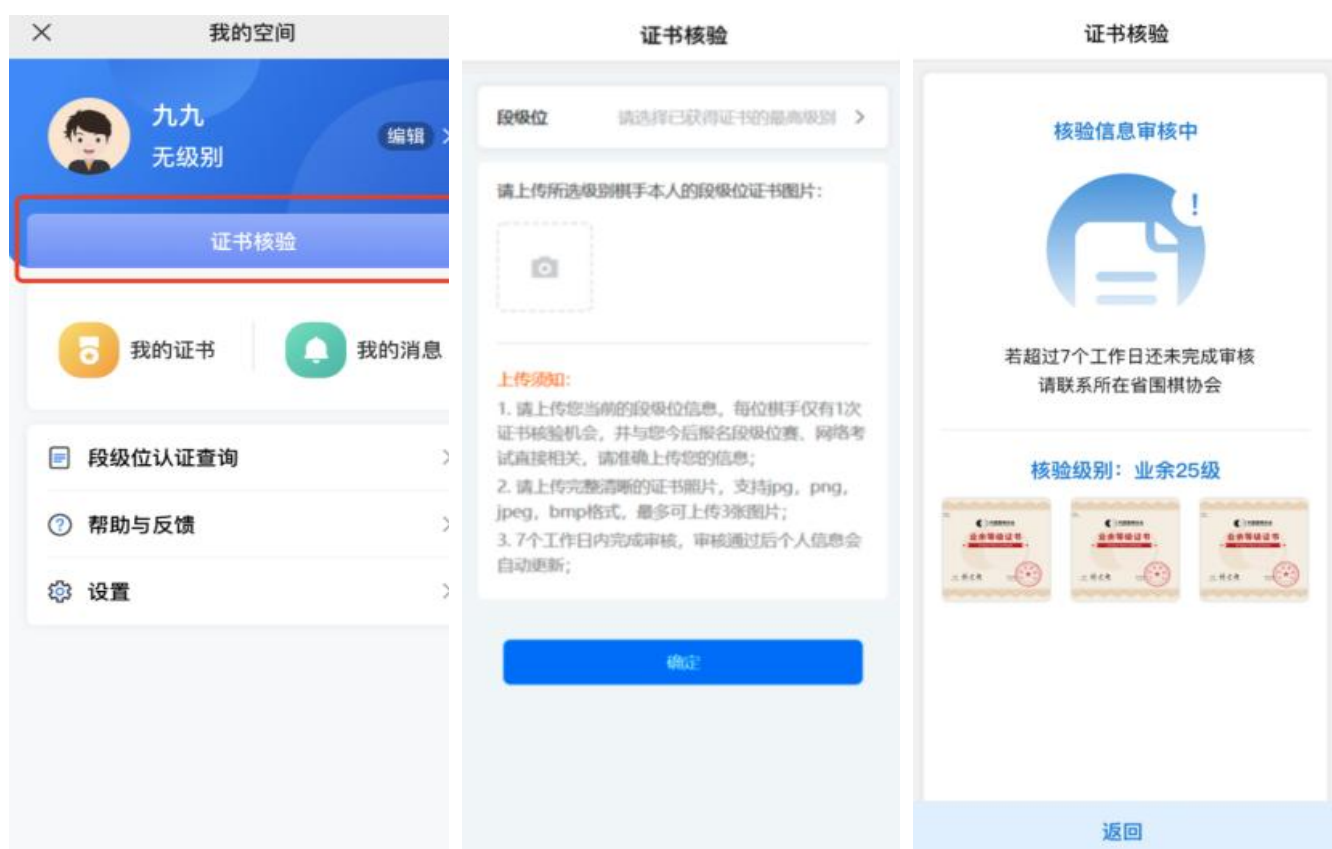 我的空间
九九
无级别
编辑
证书核验
我的证书
我的消息
段级位认证查询
帮助与反馈
设置
证书核验
段级位 请选择已获得证书的最高级别
请上传所选级别棋手本人的段级位证书图片：
上传须知：
1. 请上传您当前的段级位信息，每位棋手仅有1次
证书核验机会，并与您今后报名段级位赛、网络考
试直接相关，请准确上传您的信息；
2. 请上传完整清晰的证书照片，支持jpg，png，
jpeg，bmp格式，最多可上传3张图片；
3. 7个工作日内完成审核，审核通过后个人信息会
自动更新；
确定
证书核验
核验信息审核中
若超过7个工作日还未完成审核
请联系所在省围棋协会
核验级别：业余25级
业余等级证书
业余等级证书
业余等级证书
返回